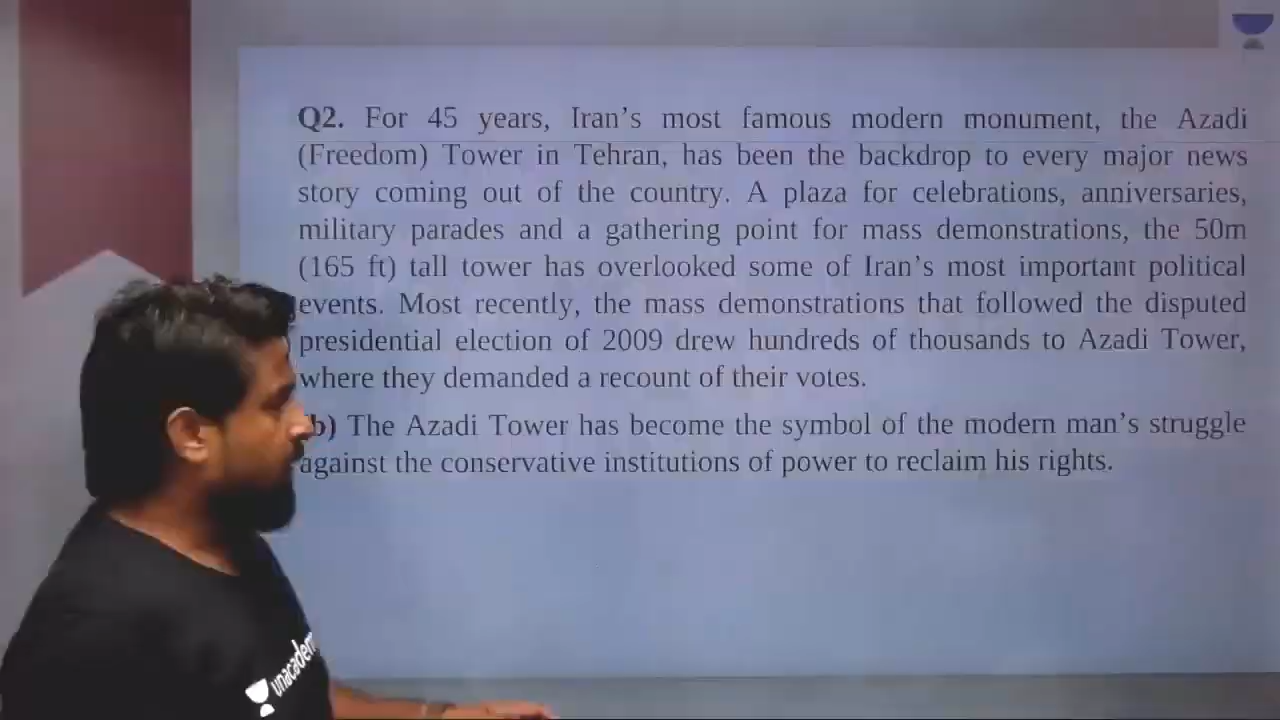 Q2. For 45 years, Iran's most famous modern monument, the Azadi
(Freedom) Tower in Tehran, has been the backdrop to every major news
story coming out of the country. A plaza for celebrations, anniversaries,
military parades and a gathering point for mass demonstrations, the 50m
(165 ft) tall tower has overlooked some of Iran's most important political
events. Most recently, the mass demonstrations that followed the disputed
presidential election of 2009 drew hundreds of thousands to Azadi Tower,
where they demanded a recount of their votes.
b) The Azadi Tower has become the symbol of the modern man's struggle
against the conservative institutions of power to reclaim his rights.
unacademy